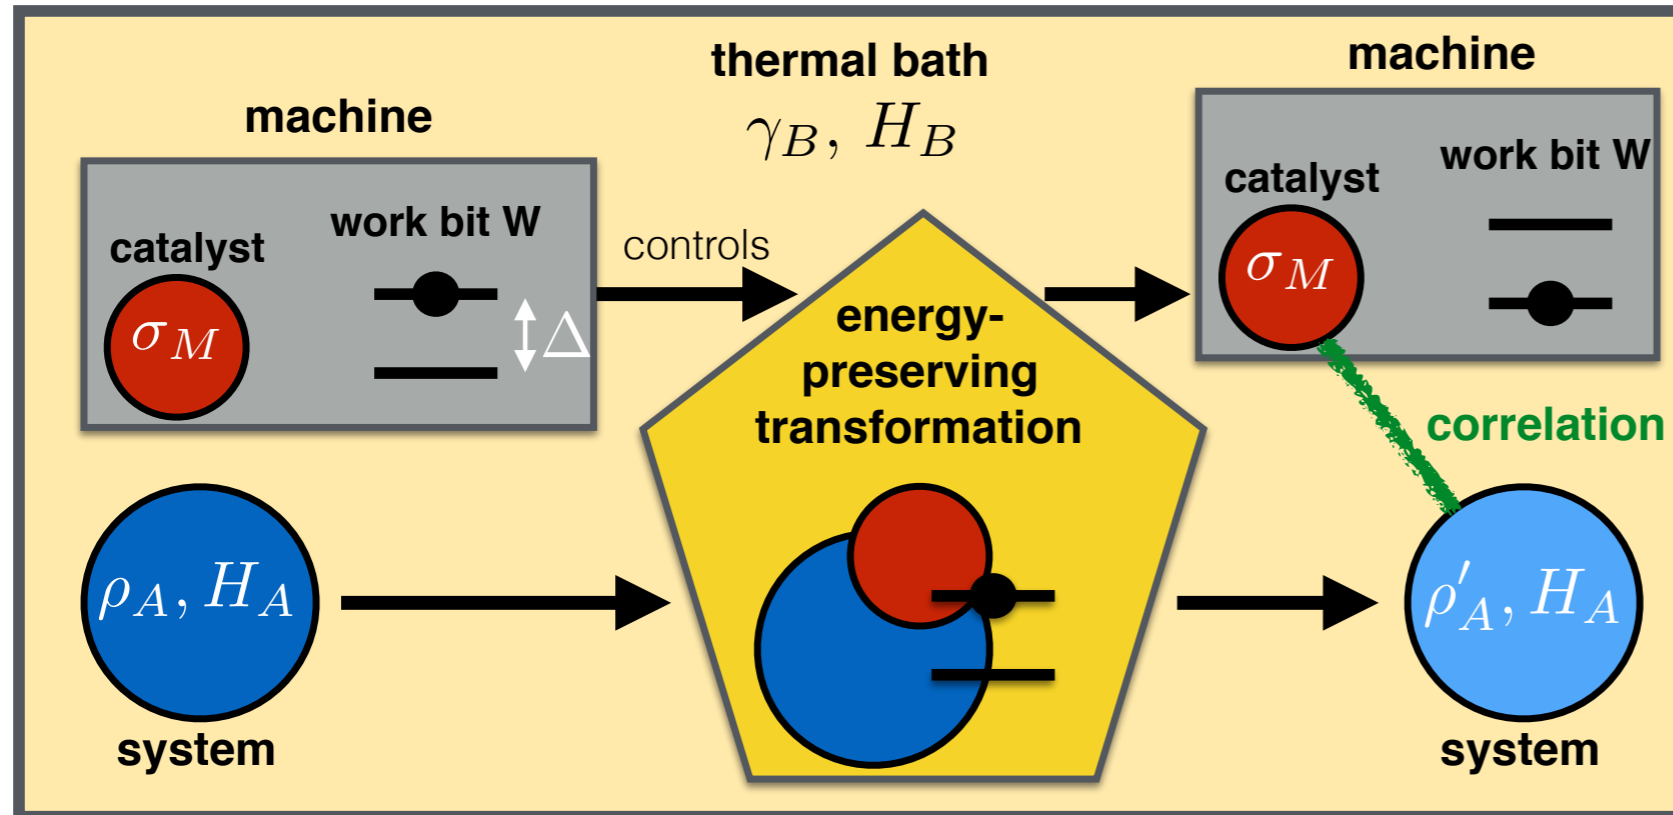 thermal bath
γ_B, H_B
machine
catalyst
σ_M
work bit W
Δ
controls
energy-
preserving
transformation
machine
catalyst
σ_M
work bit W
correlation
ρ_A, H_A
system
ρ′_A, H_A
system